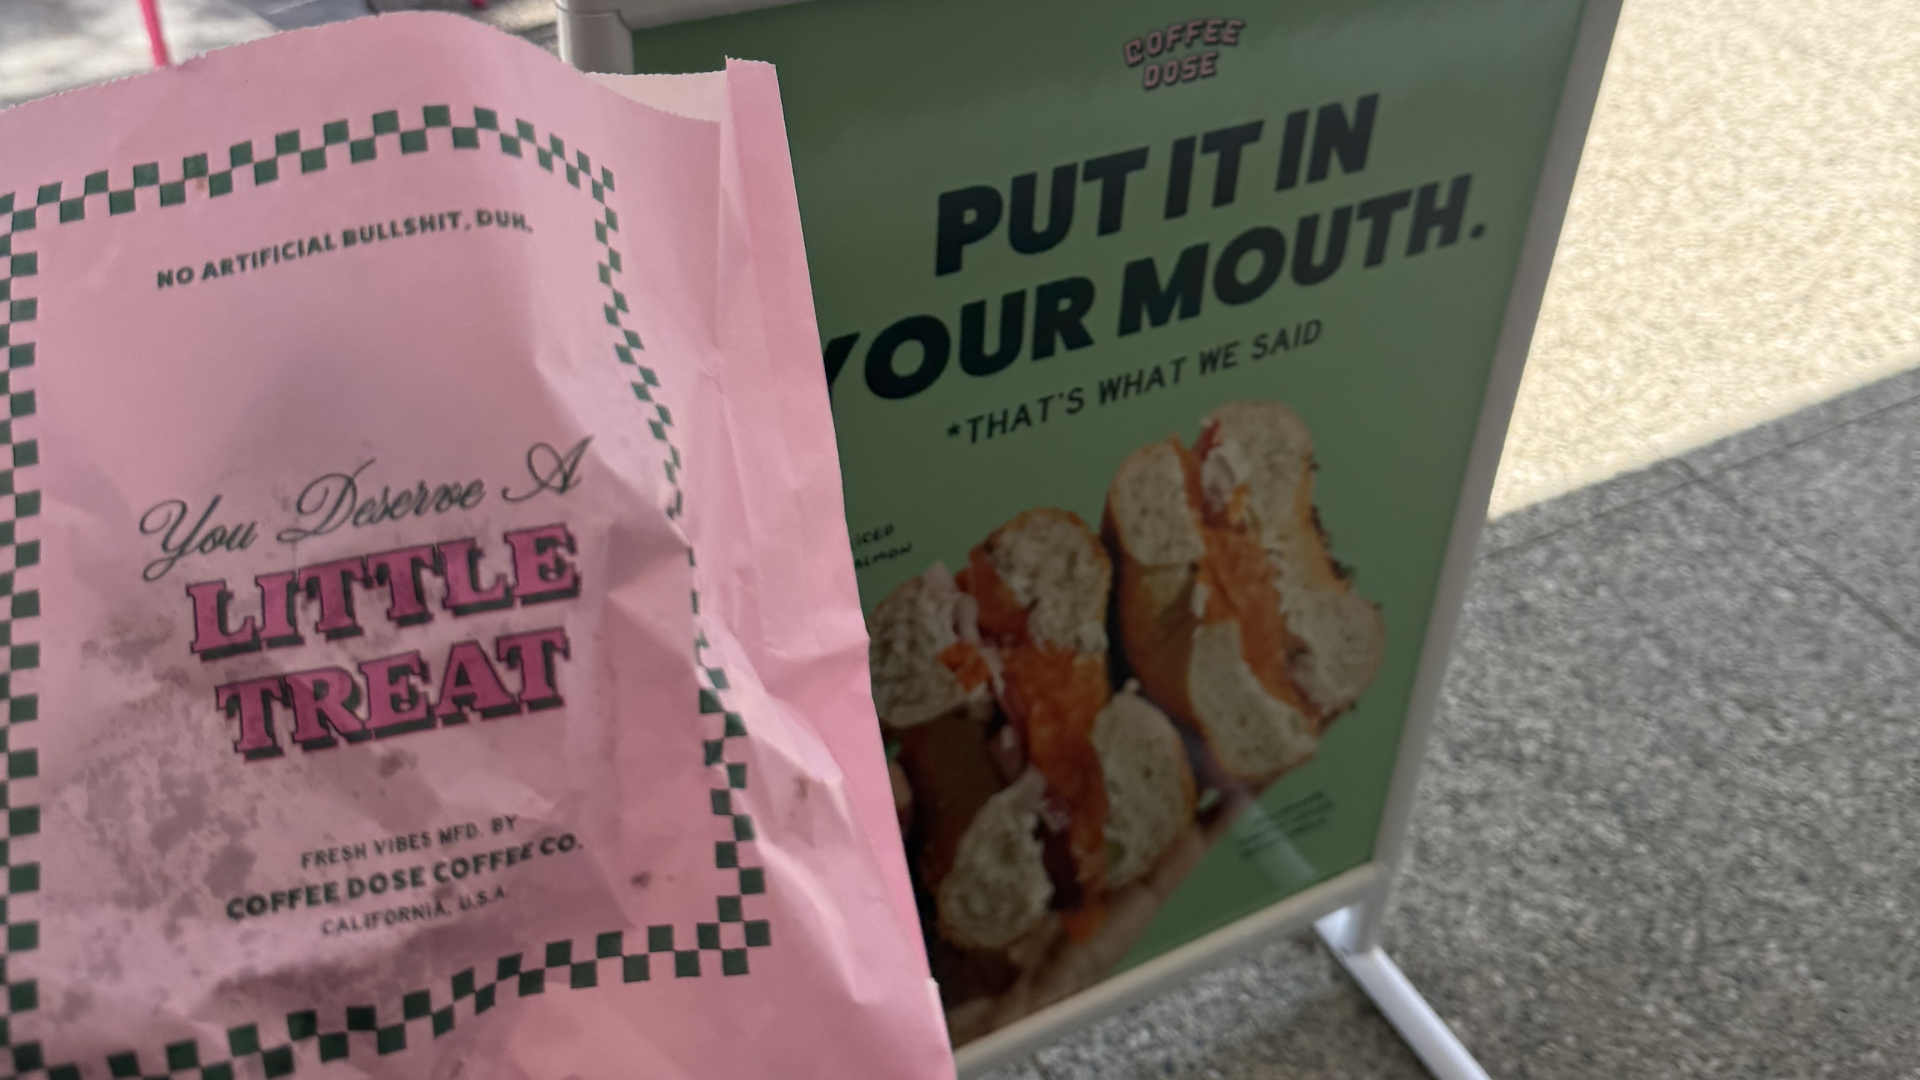 NO ARTIFICIAL BULLSHIT, DUH.
You Deserve A
LITTLE
TREAT
FRESH VIBES MFD. BY
COFFEE DOSE COFFEE CO.
CALIFORNIA, U.S.A
COFFEE
DOSE
PUT IT IN
YOUR MOUTH.
*THAT'S WHAT WE SAID